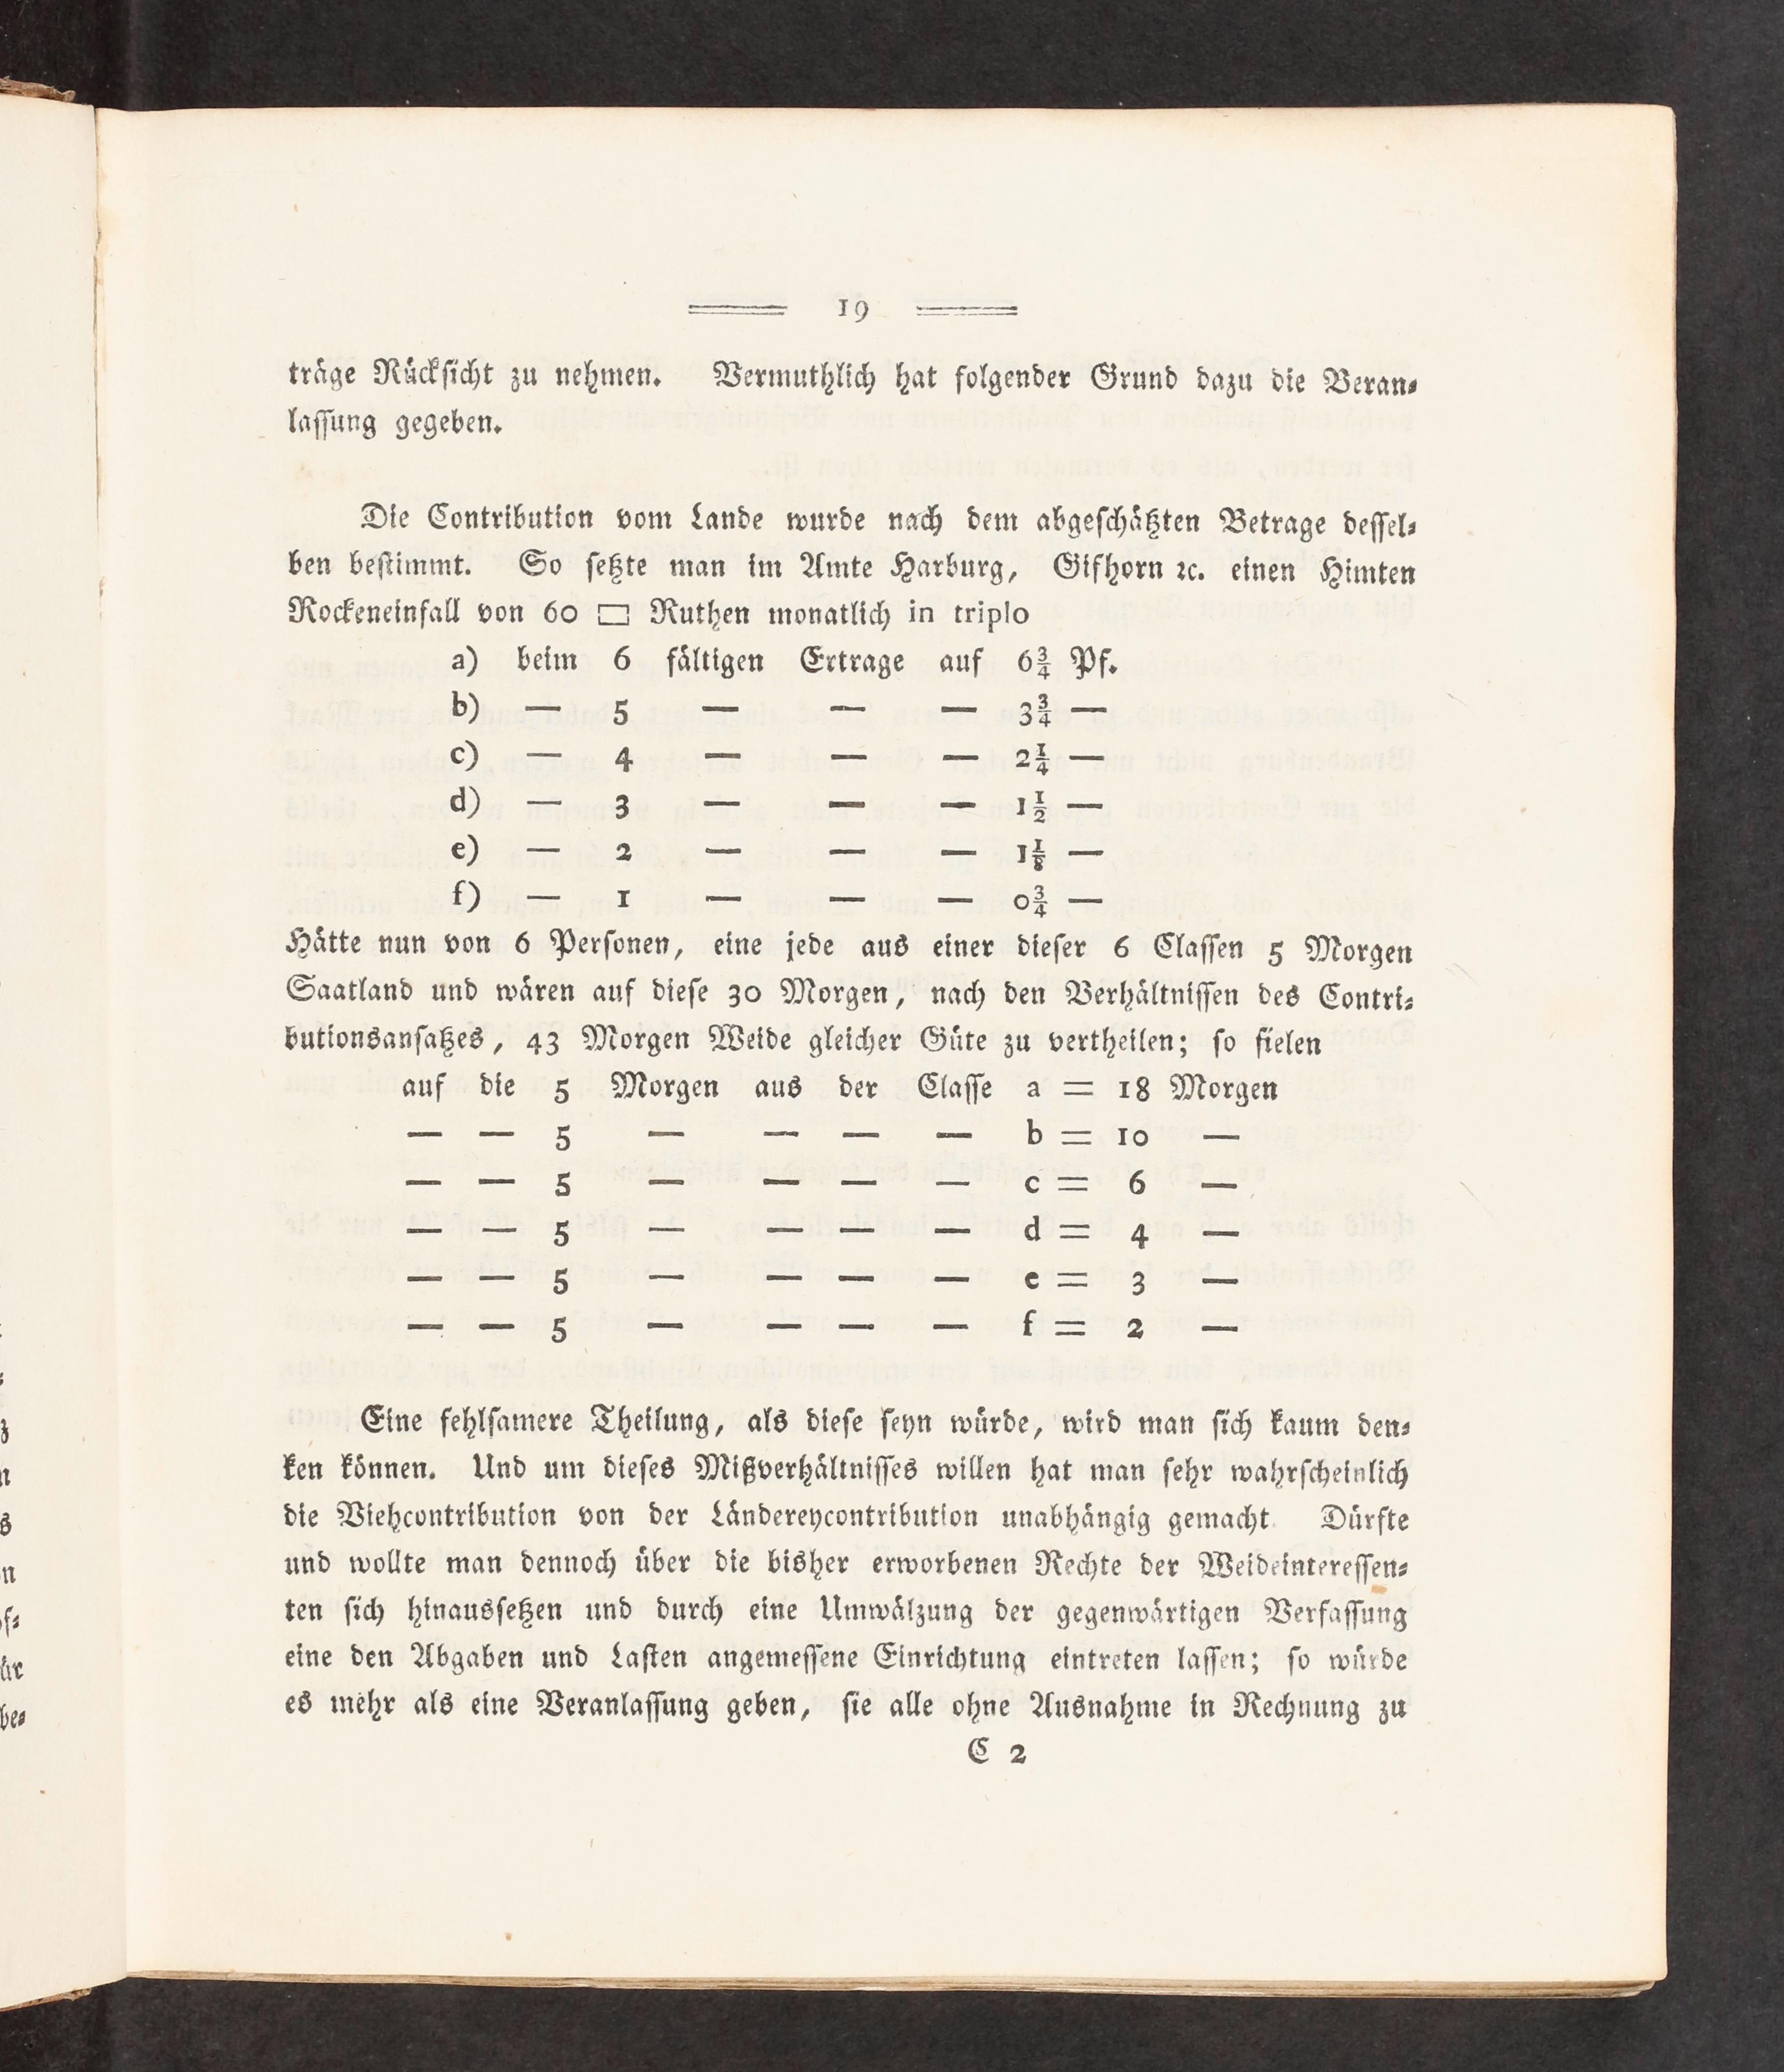 19
träge Rücksicht zu nehmen. Vermuthlich hat folgender Grund dazu die Veran⸗
lassung gegeben.
Die Contribution vom Lande wurde nach dem abgeschätzten Betrage dessel⸗
ben bestimmt. So setzte man im Amte Harburg, Gifhorn ꝛc. einen Himten
Rockeneinfall von 60 □ Ruthen monatlich in triplo
a) beim 6 fältigen Ertrage auf 6¾ Pf.
b) — 5 — — — 3¾ —
c) — 4 — — — 2¼ —
d) — 3 — — — 1½ —
e) — 2 — — — 1⅛ —
f) — 1 — — — 0¾ —
Hätte nun von 6 Personen, eine jede aus einer dieser 6 Classen 5 Morgen
Saatland und wären auf diese 30 Morgen, nach den Verhältnissen des Contri⸗
butionsansatzes, 43 Morgen Weide gleicher Güte zu vertheilen; so fielen
auf die 5 Morgen aus der Classe a = 18 Morgen
— — 5 — — — — b = 10 —
— — 5 — — — — c = 6 —
— — 5 — — — — d = 4 —
— — 5 — — — — e = 3 —
— — 5 — — — — f = 2 —
Eine fehlsamere Theilung, als diese seyn würde, wird man sich kaum den⸗
ken können. Und um dieses Mißverhältnisses willen hat man sehr wahrscheinlich
die Viehcontribution von der Ländereycontribution unabhängig gemacht. Dürfte
und wollte man dennoch über die bisher erworbenen Rechte der Weideinteressen⸗
ten sich hinaussetzen und durch eine Umwälzung der gegenwärtigen Verfassung
eine den Abgaben und Lasten angemessene Einrichtung eintreten lassen; so würde
es mehr als eine Veranlassung geben, sie alle ohne Ausnahme in Rechnung zu
C 2